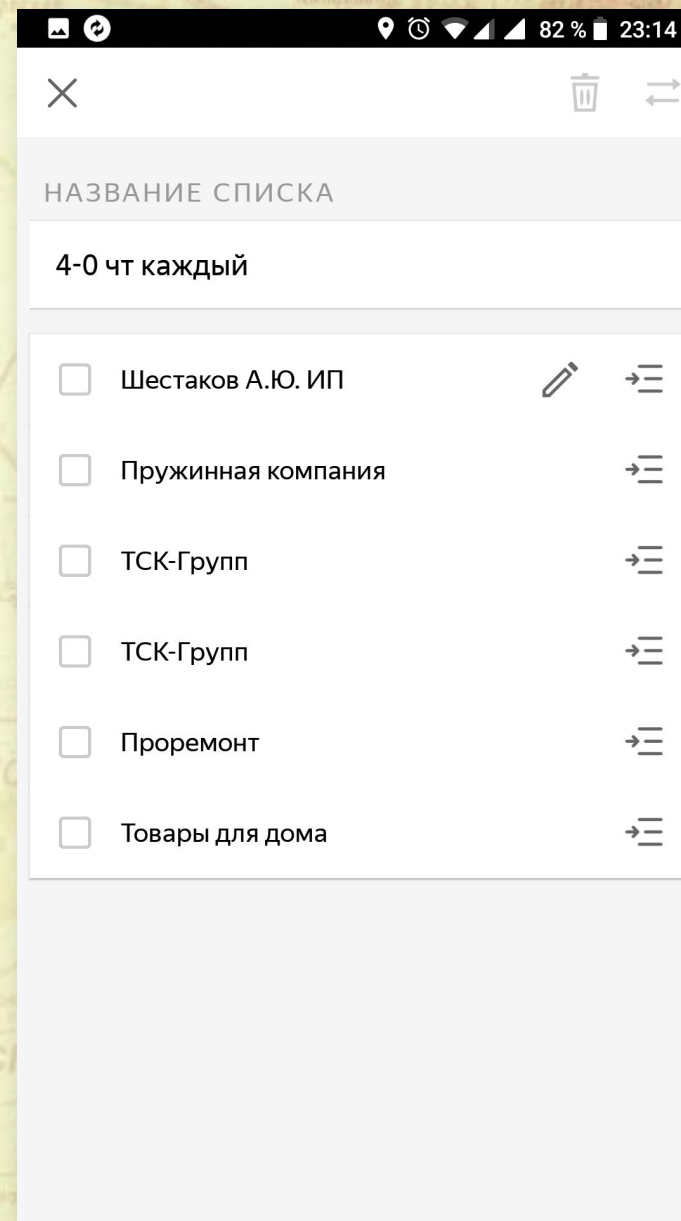 82 % 23:14
НАЗВАНИЕ СПИСКА
4-0 чт каждый
Шестаков А.Ю. ИП
Пружинная компания
ТСК-Групп
ТСК-Групп
Проремонт
Товары для дома